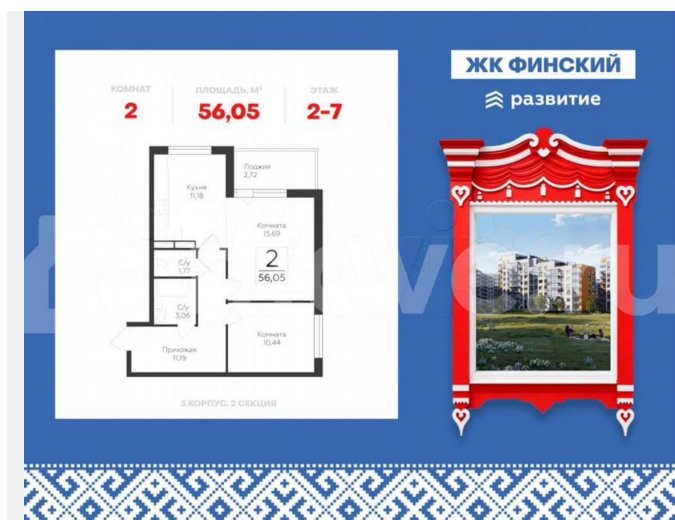 КОМНАТ
2
ПЛОЩАДЬ, М²
56,05
ЭТАЖ
2-7
Кухня
11,18
Лоджия
2,72
Комната
15,69
С/у
1,77
2
56,05
С/у
3,06
Комната
10,44
Прихожая
11,19
3 КОРПУС, 2 СЕКЦИЯ
ЖК ФИНСКИЙ
развитие